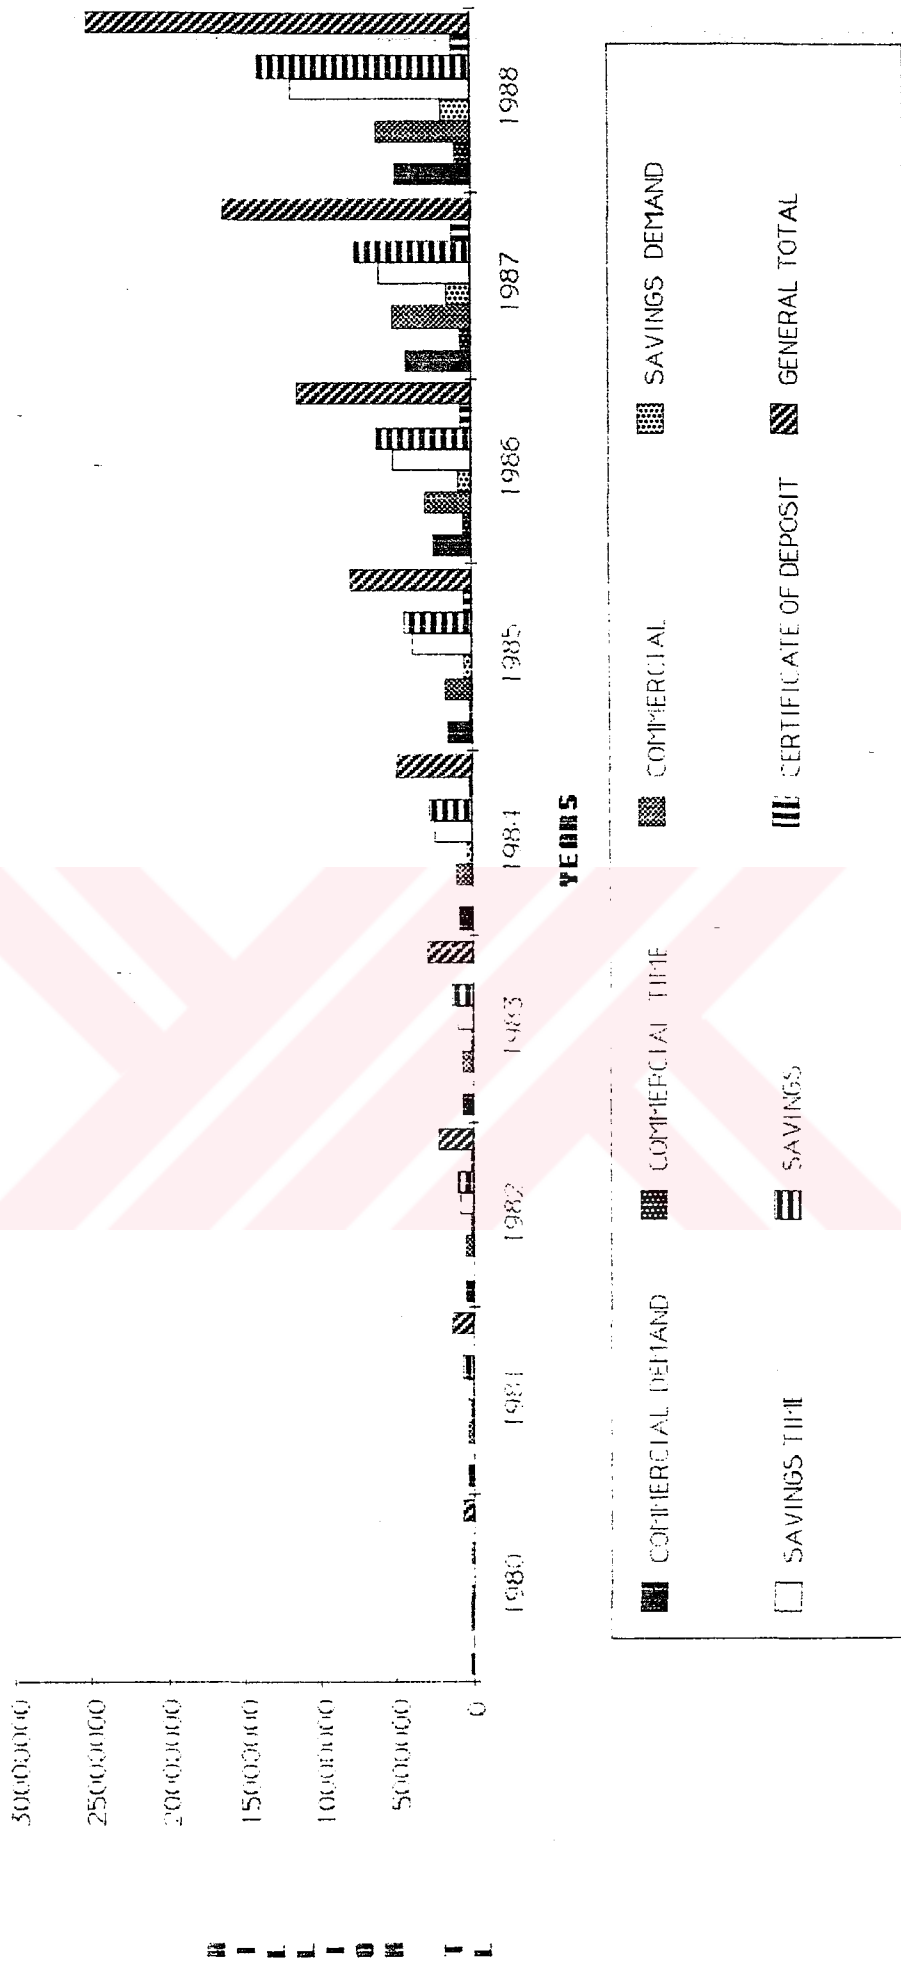 MILLION TL
30000000
25000000
20000000
15000000
10000000
5000000
0
1980 1981 1982 1983 1984 1985 1986 1987 1988
YEARS
COMMERCIAL DEMAND COMMERCIAL TIME COMMERCIAL SAVINGS DEMAND
SAVINGS TIME SAVINGS CERTIFICATE OF DEPOSIT GENERAL TOTAL